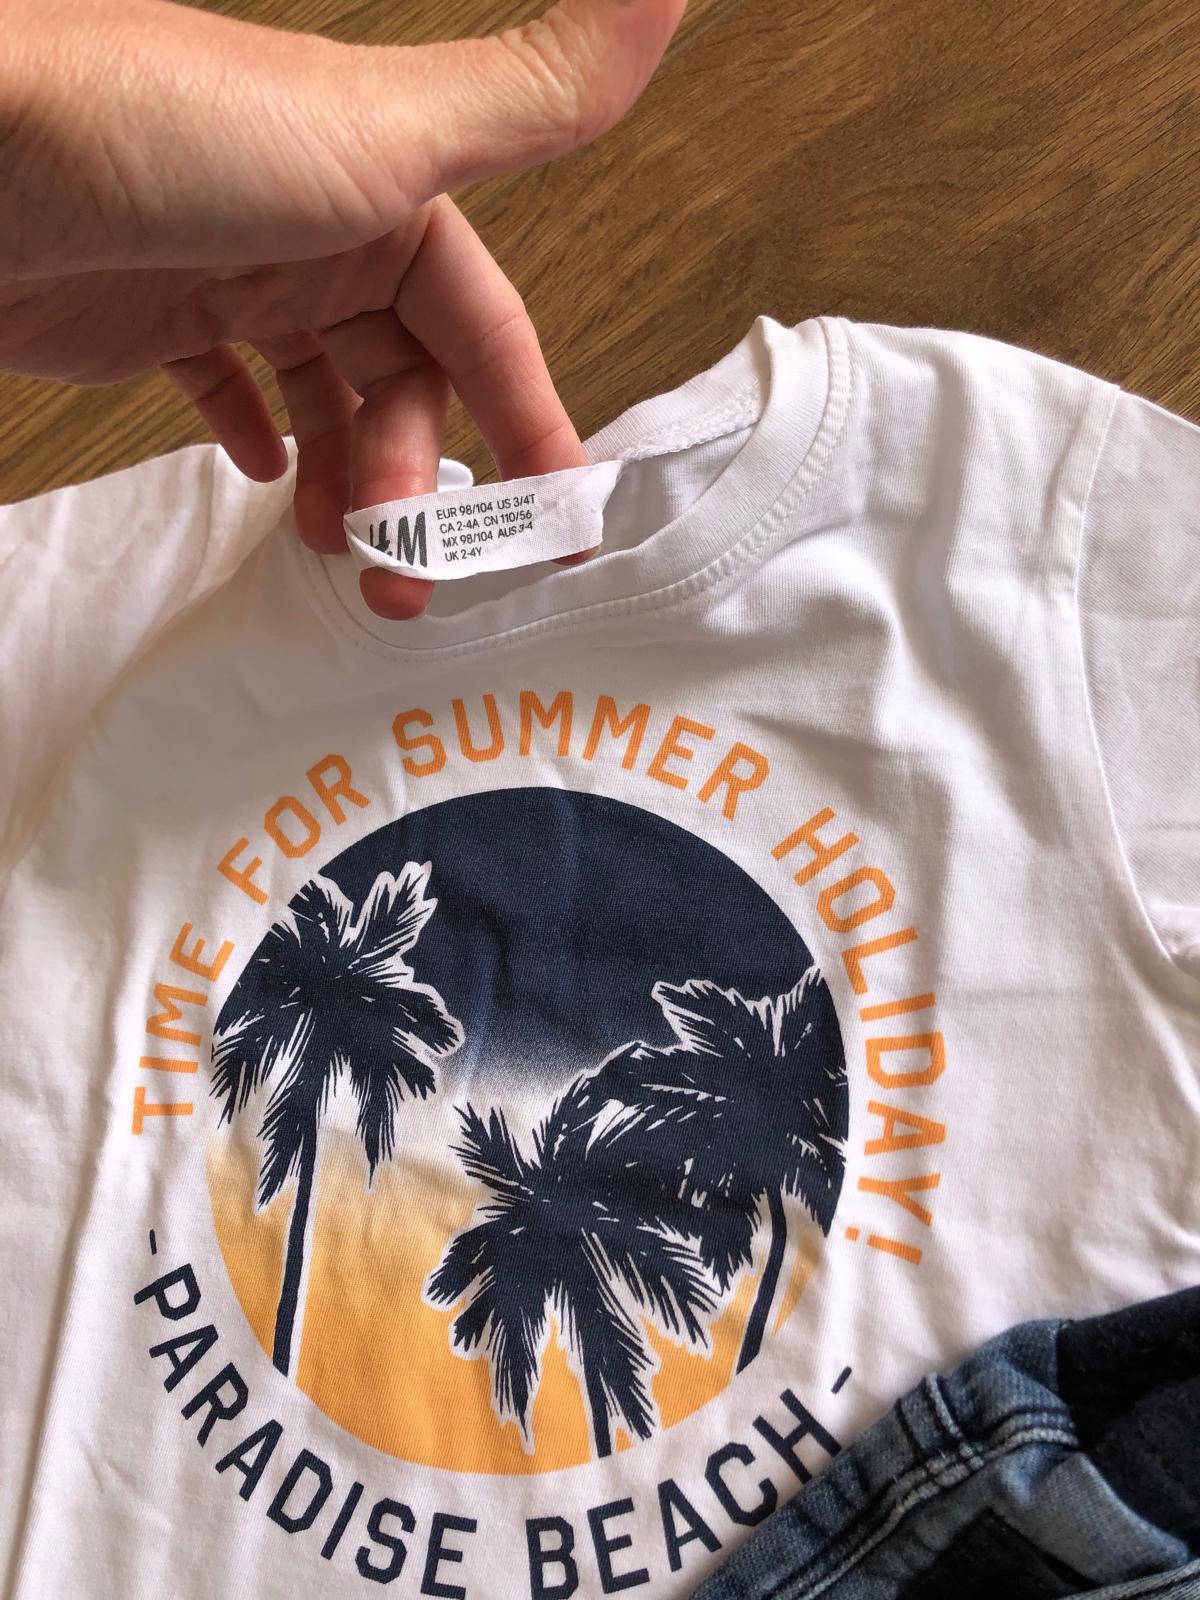 H&M
EUR 98/104 US 3/4T
CA 2-4A CN 110/56
MX 98/104 AUS 3-4
UK 2-4Y
TIME FOR SUMMER HOLIDAY!
-PARADISE BEACH-